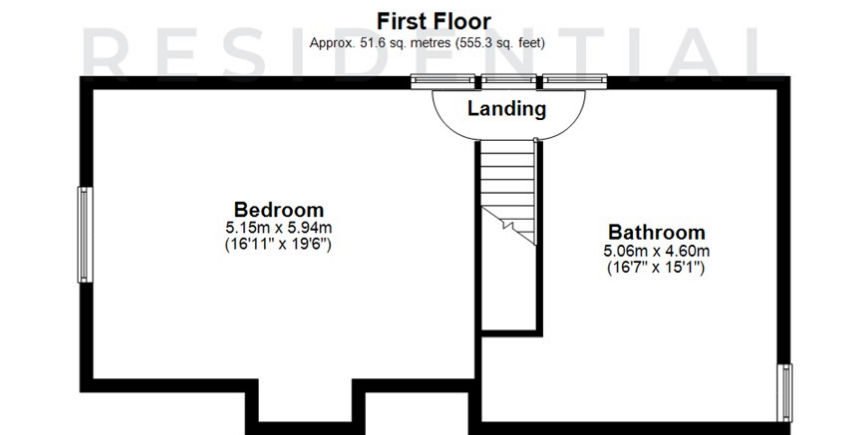 RESIDENTIAL
First Floor
Approx. 51.6 sq. metres (555.3 sq. feet)
Landing
Bedroom
5.15m x 5.94m
(16'11" x 19'6")
Bathroom
5.06m x 4.60m
(16'7" x 15'1")